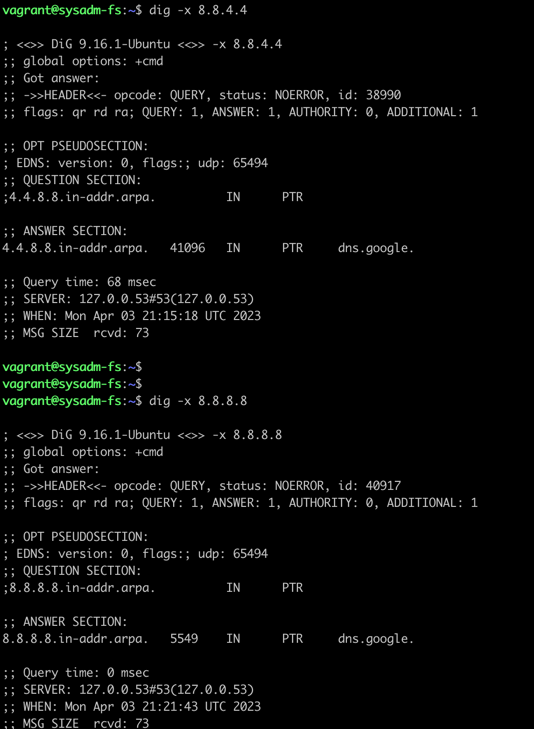 vagrant@sysadm-fs:~$ dig -x 8.8.4.4
; <<>> DiG 9.16.1-Ubuntu <<>> -x 8.8.4.4
;; global options: +cmd
;; Got answer:
;; ->>HEADER<<- opcode: QUERY, status: NOERROR, id: 38990
;; flags: qr rd ra; QUERY: 1, ANSWER: 1, AUTHORITY: 0, ADDITIONAL: 1
;; OPT PSEUDOSECTION:
; EDNS: version: 0, flags:; udp: 65494
;; QUESTION SECTION:
;4.4.8.8.in-addr.arpa. IN PTR
;; ANSWER SECTION:
4.4.8.8.in-addr.arpa. 41096 IN PTR dns.google.
;; Query time: 68 msec
;; SERVER: 127.0.0.53#53(127.0.0.53)
;; WHEN: Mon Apr 03 21:15:18 UTC 2023
;; MSG SIZE rcvd: 73
vagrant@sysadm-fs:~$
vagrant@sysadm-fs:~$
vagrant@sysadm-fs:~$ dig -x 8.8.8.8
; <<>> DiG 9.16.1-Ubuntu <<>> -x 8.8.8.8
;; global options: +cmd
;; Got answer:
;; ->>HEADER<<- opcode: QUERY, status: NOERROR, id: 40917
;; flags: qr rd ra; QUERY: 1, ANSWER: 1, AUTHORITY: 0, ADDITIONAL: 1
;; OPT PSEUDOSECTION:
; EDNS: version: 0, flags:; udp: 65494
;; QUESTION SECTION:
;8.8.8.8.in-addr.arpa. IN PTR
;; ANSWER SECTION:
8.8.8.8.in-addr.arpa. 5549 IN PTR dns.google.
;; Query time: 0 msec
;; SERVER: 127.0.0.53#53(127.0.0.53)
;; WHEN: Mon Apr 03 21:21:43 UTC 2023
;; MSG SIZE rcvd: 73